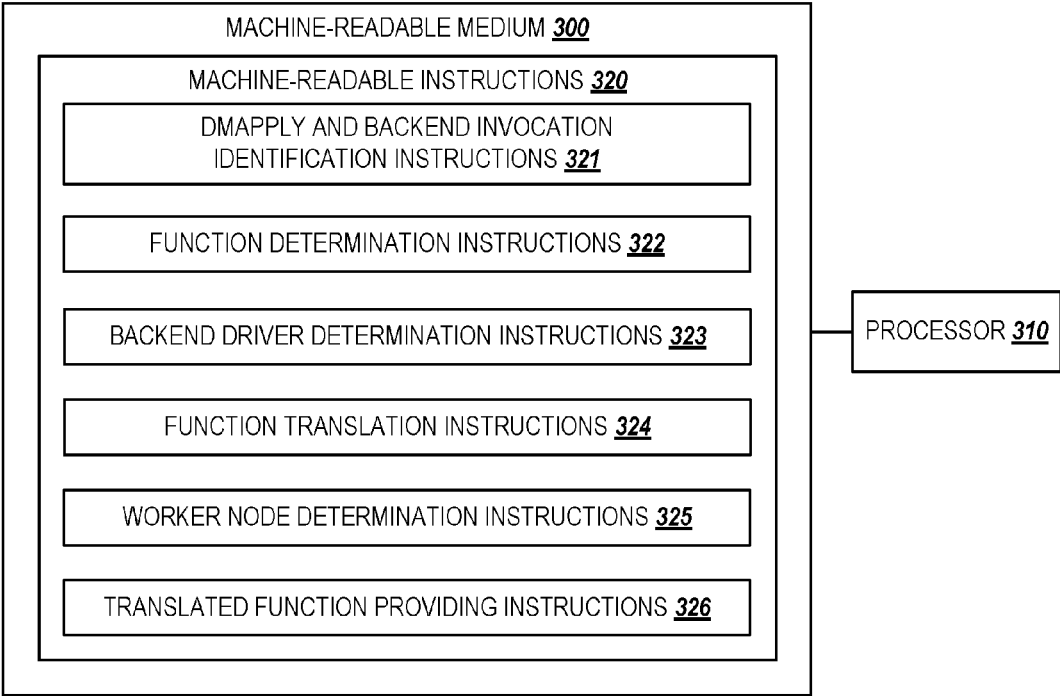 MACHINE-READABLE MEDIUM 300
MACHINE-READABLE INSTRUCTIONS 320
DMAPPLY AND BACKEND INVOCATION
IDENTIFICATION INSTRUCTIONS 321
FUNCTION DETERMINATION INSTRUCTIONS 322
BACKEND DRIVER DETERMINATION INSTRUCTIONS 323
FUNCTION TRANSLATION INSTRUCTIONS 324
WORKER NODE DETERMINATION INSTRUCTIONS 325
TRANSLATED FUNCTION PROVIDING INSTRUCTIONS 326
PROCESSOR 310